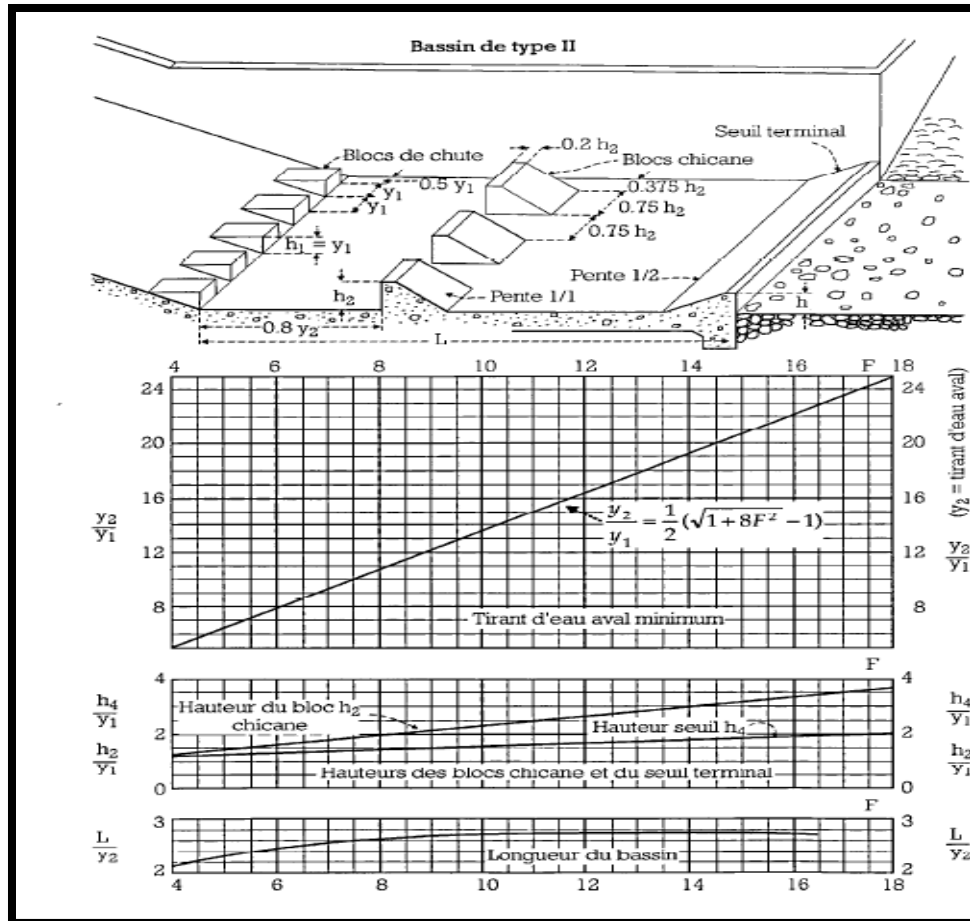 Bassin de type II
Seuil terminal
Blocs de chute
0.2 h₂
Blocs chicane
0.5 y₁
y₁
y₁
0.375 h₂
0.75 h₂
0.75 h₂
h₁ = y₁
h₂
Pente 1/1
Pente 1/2
h
0.8 y₂
L
4 6 8 10 12 14 16 F 18
24 24
20 20
16 16
12 12
8 8
y₂/y₁
(y₂ = tirant d'eau aval)
y₂/y₁
y₂/y₁ = 1/2 (√1+8F² −1)
Tirant d'eau aval minimum
F
4 4
2 2
0 0
h₄/y₁
h₄/y₁
h₂/y₁
h₂/y₁
Hauteur du bloc h₂
chicane
Hauteur seuil h₄
Hauteurs des blocs chicane et du seuil terminal
F
3 3
2 2
L/y₂
L/y₂
Longueur du bassin
4 6 8 10 12 14 16 18